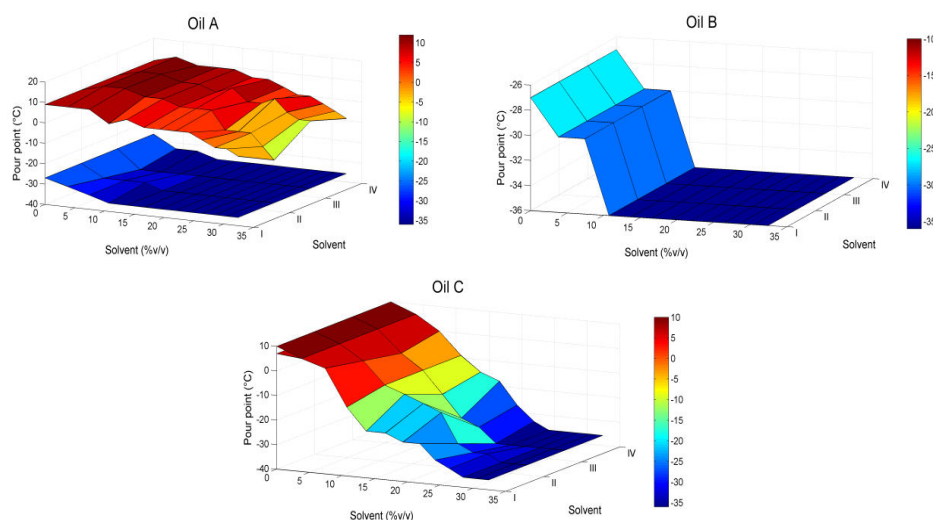 Oil A
Pour point (°C)
20
10
0
-10
-20
-30
-40
0
5
10
15
20
25
30
35
Solvent (%v/v)
I
II
III
IV
Solvent
10
5
0
-5
-10
-15
-20
-25
-30
-35
Oil B
Pour point (°C)
-26
-28
-30
-32
-34
-36
0
5
10
15
20
25
30
35
Solvent (%v/v)
I
II
III
IV
Solvent
-10
-15
-20
-25
-30
-35
Oil C
Pour point (°C)
10
0
-10
-20
-30
-40
0
5
10
15
20
25
30
35
Solvent (%v/v)
I
II
III
IV
Solvent
10
5
0
-5
-10
-15
-20
-25
-30
-35